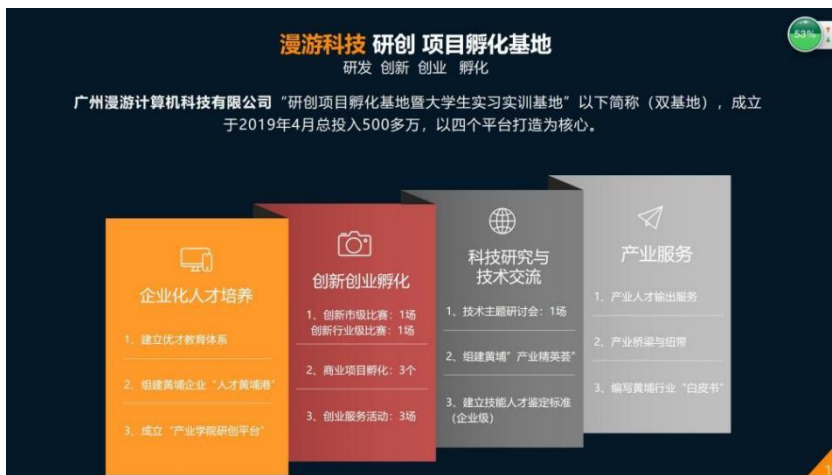 漫游科技 研创 项目孵化基地
研发 创新 创业 孵化
广州漫游计算机科技有限公司“研创项目孵化基地暨大学生实习实训基地”以下简称（双基地），成立
于2019年4月总投入500多万，以四个平台打造为核心。
企业化人才培养
1、建立优才教育体系
2、组建黄埔企业“人才黄埔港”
3、成立“产业学院研创平台”
创新创业孵化
1、创新市级比赛：1场
创新行业级比赛：1场
2、商业项目孵化：3个
3、创业服务活动：3场
科技研究与
技术交流
1、技术主题研讨会：1场
2、组建黄埔”产业精英荟”
3、建立技能人才鉴定标准
（企业级）
产业服务
1、产业人才输出服务
2、产业桥梁与纽带
3、编写黄埔行业“白皮书”
53%